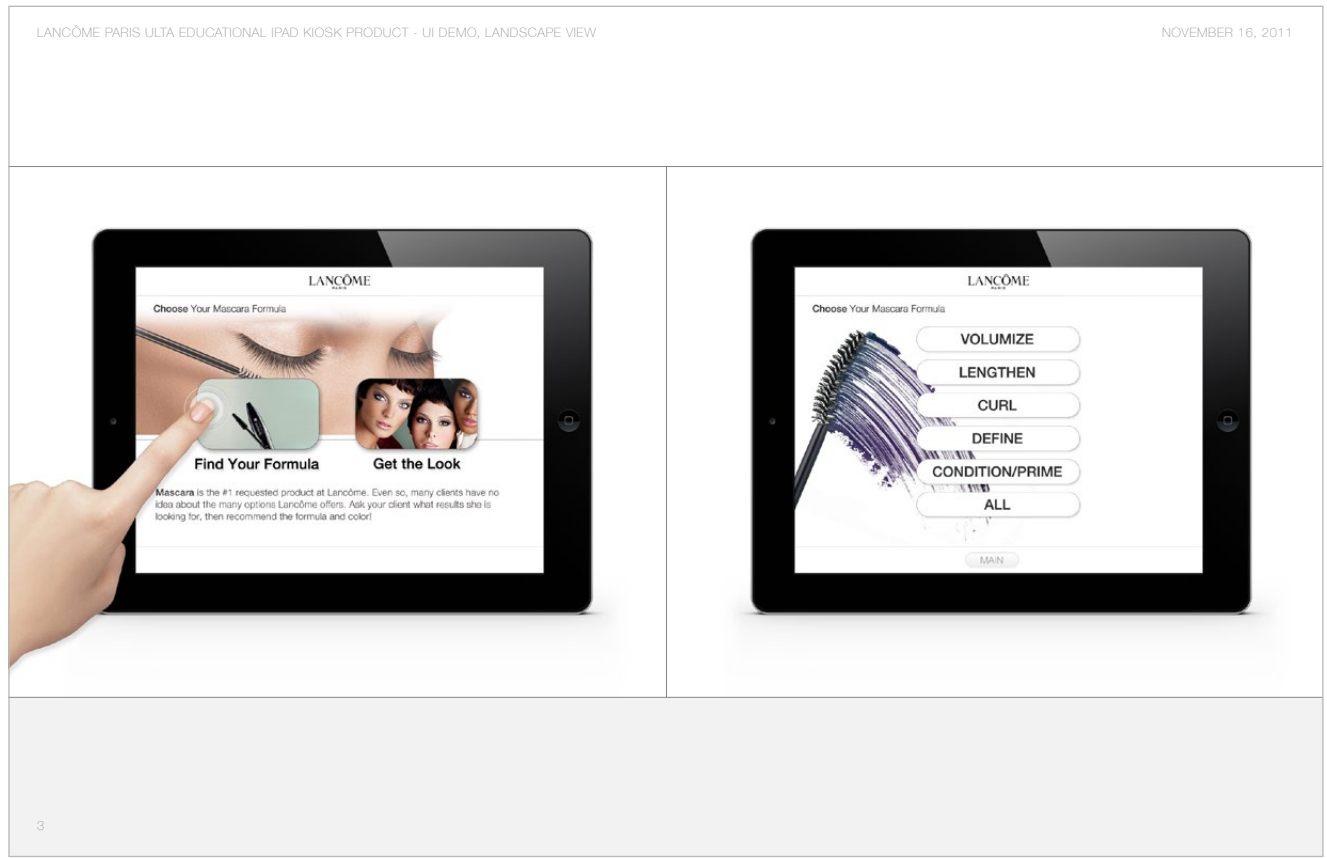 LANCÔME PARIS ULTA EDUCATIONAL IPAD KIOSK PRODUCT - UI DEMO, LANDSCAPE VIEW
NOVEMBER 16, 2011
LANCÔME
PARIS
Choose Your Mascara Formula
Find Your Formula
Get the Look
Mascara is the #1 requested product at Lancôme. Even so, many clients have no
idea about the many options Lancôme offers. Ask your client what results she is
looking for, then recommend the formula and color!
LANCÔME
PARIS
Choose Your Mascara Formula
VOLUMIZE
LENGTHEN
CURL
DEFINE
CONDITION/PRIME
ALL
MAIN
3